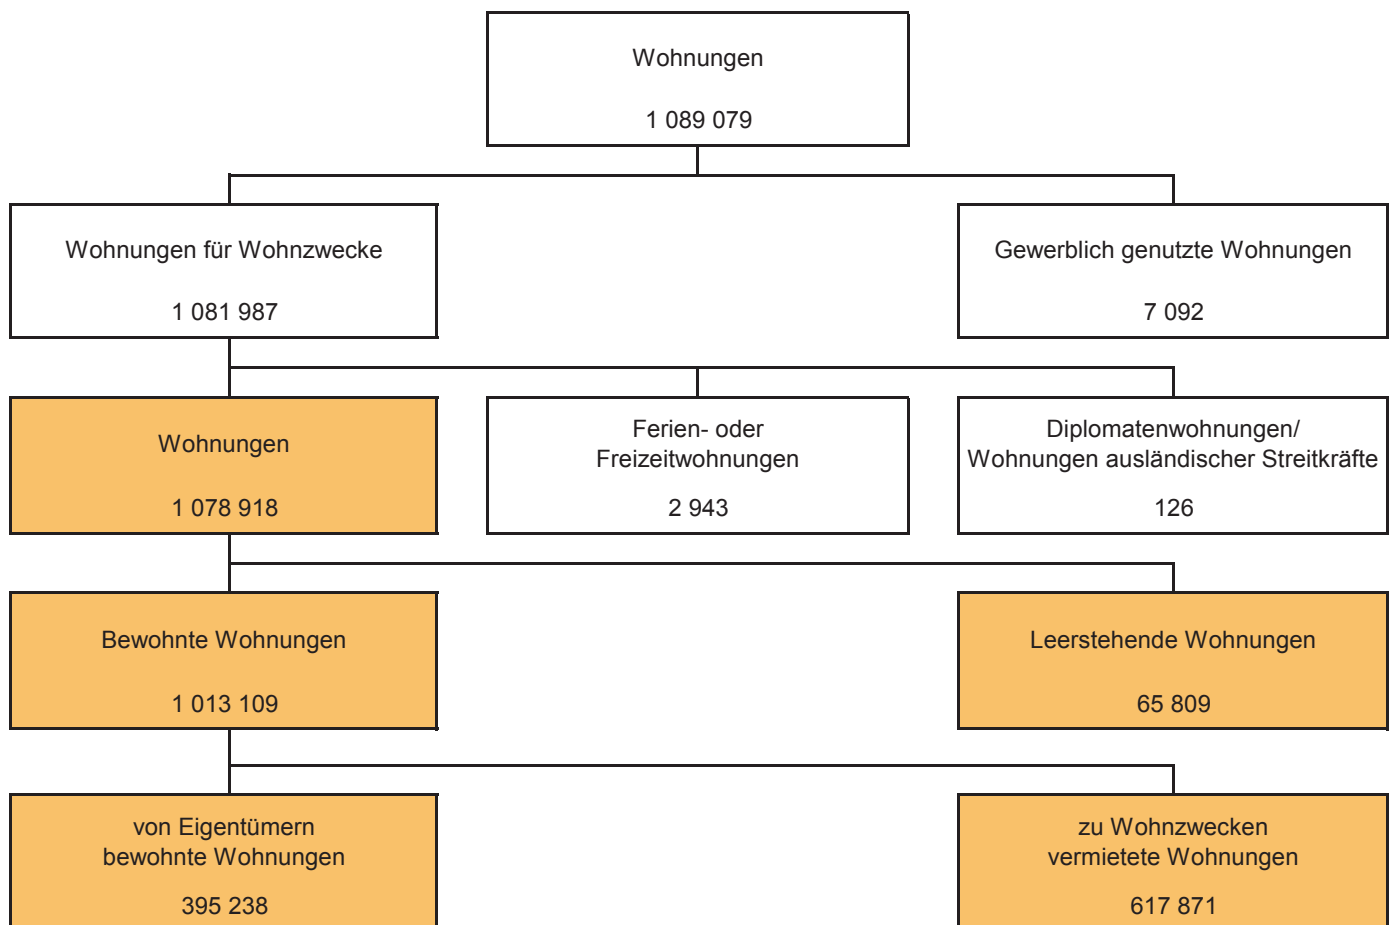 Wohnungen
1 089 079
Wohnungen für Wohnzwecke
1 081 987
Gewerblich genutzte Wohnungen
7 092
Wohnungen
1 078 918
Ferien- oder
Freizeitwohnungen
2 943
Diplomatenwohnungen/
Wohnungen ausländischer Streitkräfte
126
Bewohnte Wohnungen
1 013 109
Leerstehende Wohnungen
65 809
von Eigentümern
bewohnte Wohnungen
395 238
zu Wohnzwecken
vermietete Wohnungen
617 871